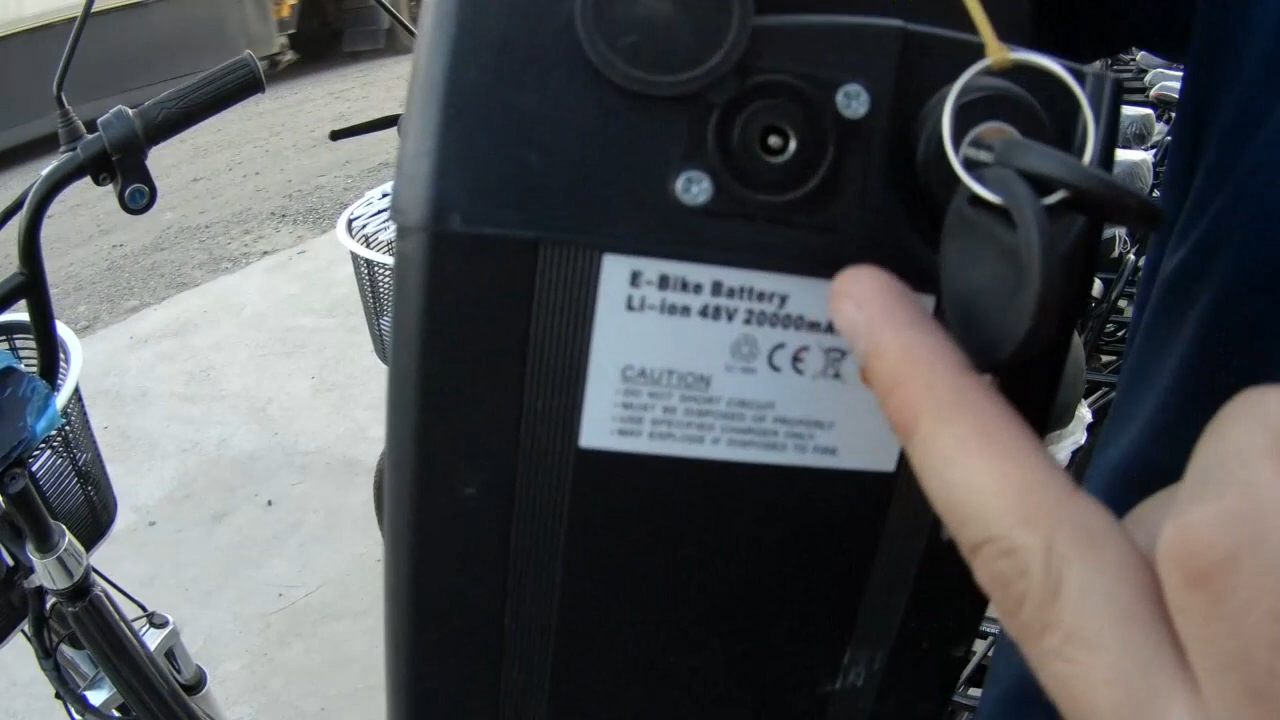 E-Bike Battery
Li-ion 48V 20000mA
CE
CAUTION
• DO NOT SHORT CIRCUIT
• MUST BE DISPOSED OF PROPERLY
• USE SPECIFIED CHARGER ONLY
• MAY EXPLODE IF DISPOSED TO FIRE